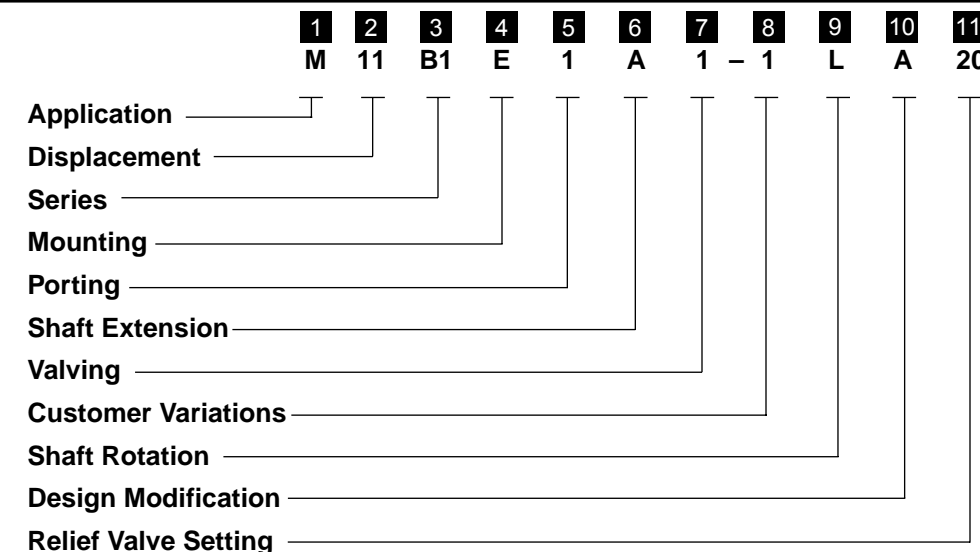 1 2 3 4 5 6 7 8 9 10 11
M 11 B1 E 1 A 1 – 1 L A 20
Application
Displacement
Series
Mounting
Porting
Shaft Extension
Valving
Customer Variations
Shaft Rotation
Design Modification
Relief Valve Setting